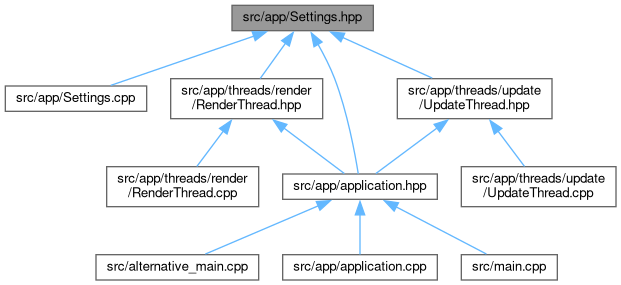 src/app/Settings.hpp
src/app/Settings.cpp
src/app/threads/render
/RenderThread.hpp
src/app/threads/update
/UpdateThread.hpp
src/app/threads/render
/RenderThread.cpp
src/app/application.hpp
src/app/threads/update
/UpdateThread.cpp
src/alternative_main.cpp
src/app/application.cpp
src/main.cpp